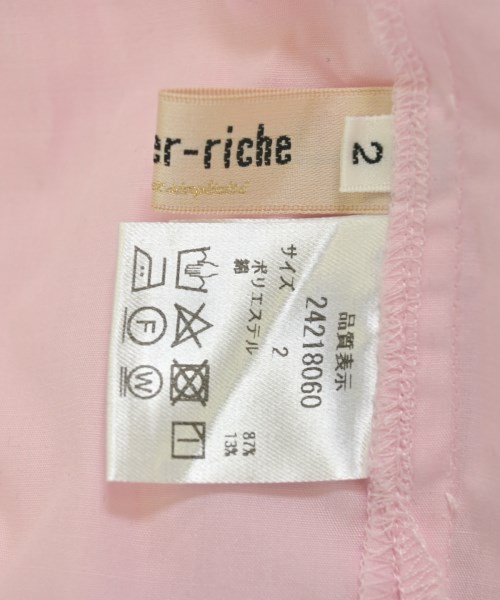 er-riche
2
品質表示
24218060
サイズ 2
ポリエステル 87%
綿 13%
F
W